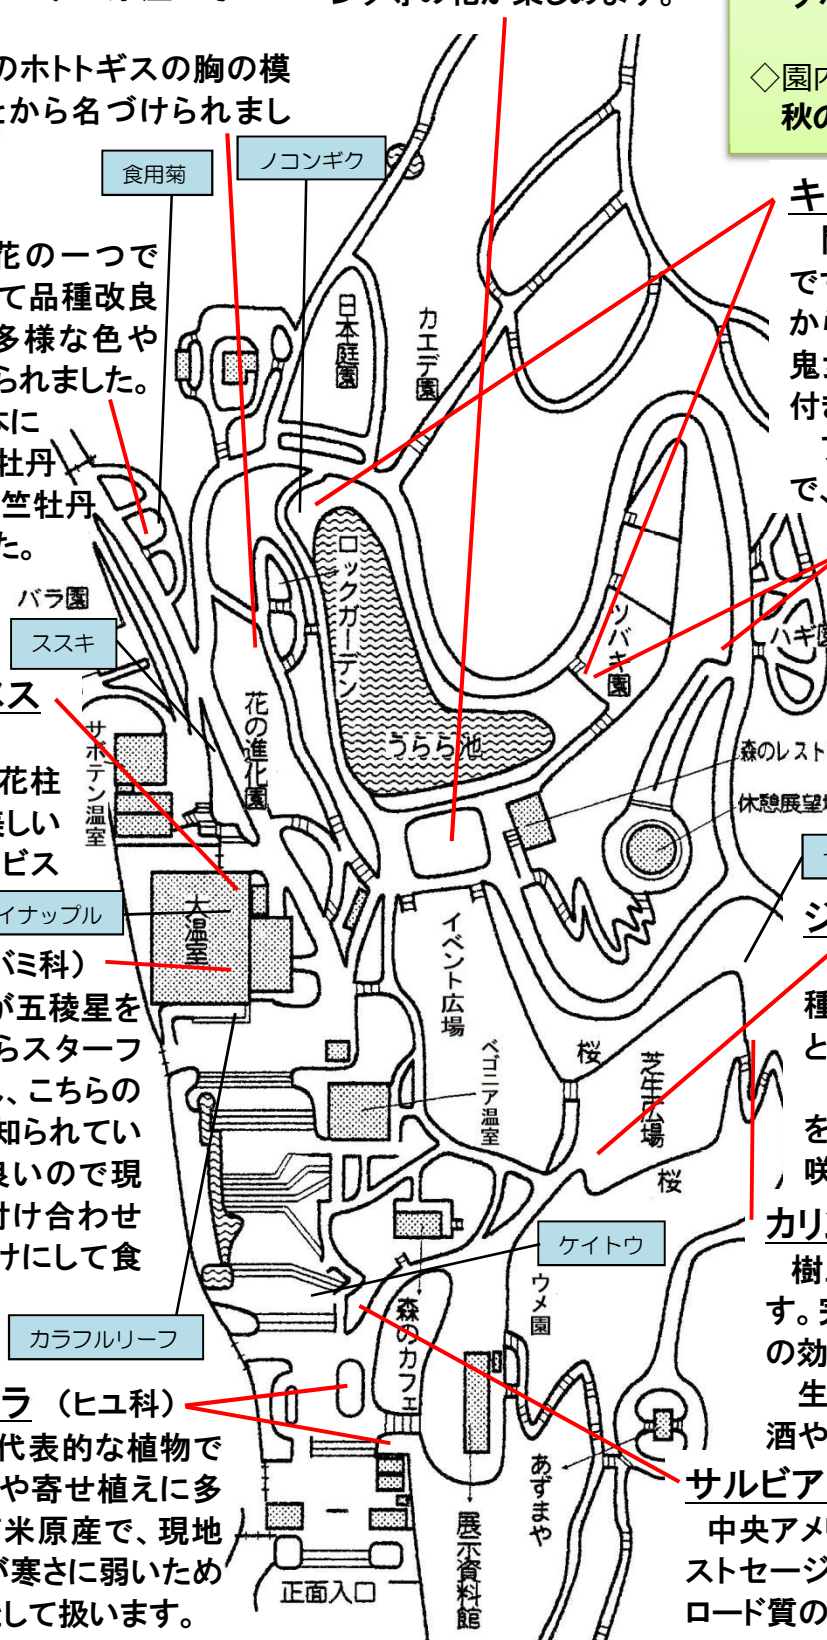 のホトトギスの胸の模
とから名づけられまし
◇園内
秋の
食用菊
ノコンギク
花の一つで
て品種改良
多様な色や
られました。
本に
牡丹
竺牡丹
た。
キ
です
から
鬼
付き
で、
日本庭園
カエデ園
ロックガーデン
うらら池
ツバキ園
ハギ園
バラ園
ススキ
スス
花の進化園
サボテン温室
花柱
美しい
ビス
森のレスト
休憩展望
イナップル
大温室
バミ科）
が五稜星を
らスターフ
し、こちらの
知られてい
良いので現
付け合わせ
けにして食
イベント広場
ベゴニア温室
桜
芝生広場
桜
ジ
種
と
を
咲
カリ
樹
す。
の効
生
酒や
ケイトウ
カラフルリーフ
森のカフェ
ウメ園
ラ （ヒユ科）
代表的な植物で
や寄せ植えに多
米原産で、現地
が寒さに弱いため
として扱います。
あずまや
展示資料館
正面入口
サルビア
中央アメリ
ストセージ
ロード質の